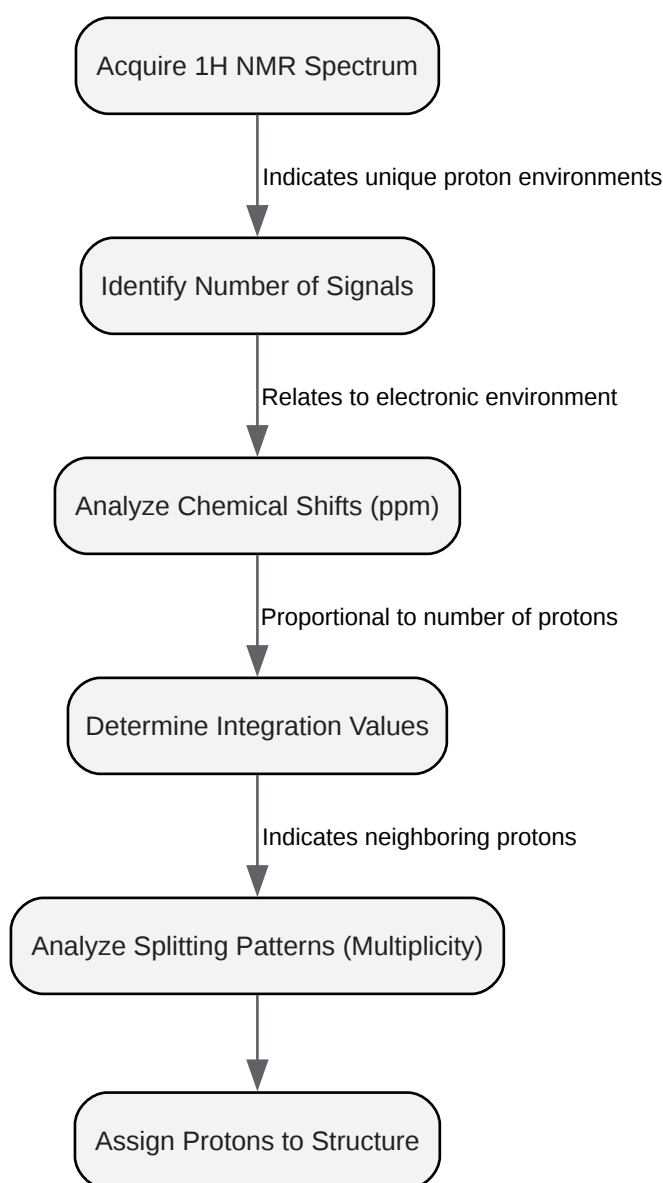 Acquire 1H NMR Spectrum
Indicates unique proton environments
Identify Number of Signals
Relates to electronic environment
Analyze Chemical Shifts (ppm)
Proportional to number of protons
Determine Integration Values
Indicates neighboring protons
Analyze Splitting Patterns (Multiplicity)
Assign Protons to Structure